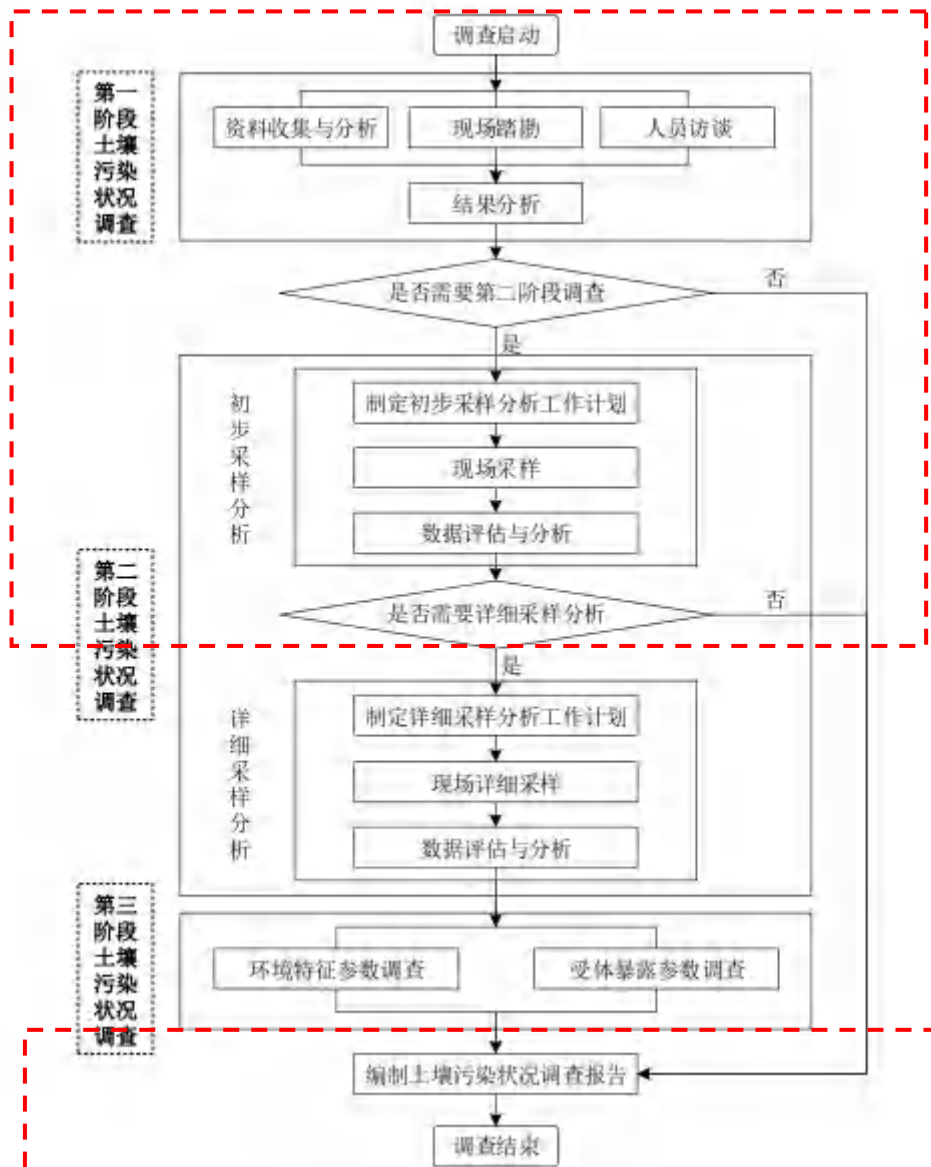 调查启动
第一
阶段
土壤
污染
状况
调查
资料收集与分析
现场踏勘
人员访谈
结果分析
是否需要第二阶段调查
否
是
初
步
采
样
分
析
制定初步采样分析工作计划
现场采样
数据评估与分析
第二
阶段
土壤
污染
状况
调查
是否需要详细采样分析
否
是
详
细
采
样
分
析
制定详细采样分析工作计划
现场详细采样
数据评估与分析
第三
阶段
土壤
污染
状况
调查
环境特征参数调查
受体暴露参数调查
编制土壤污染状况调查报告
调查结束